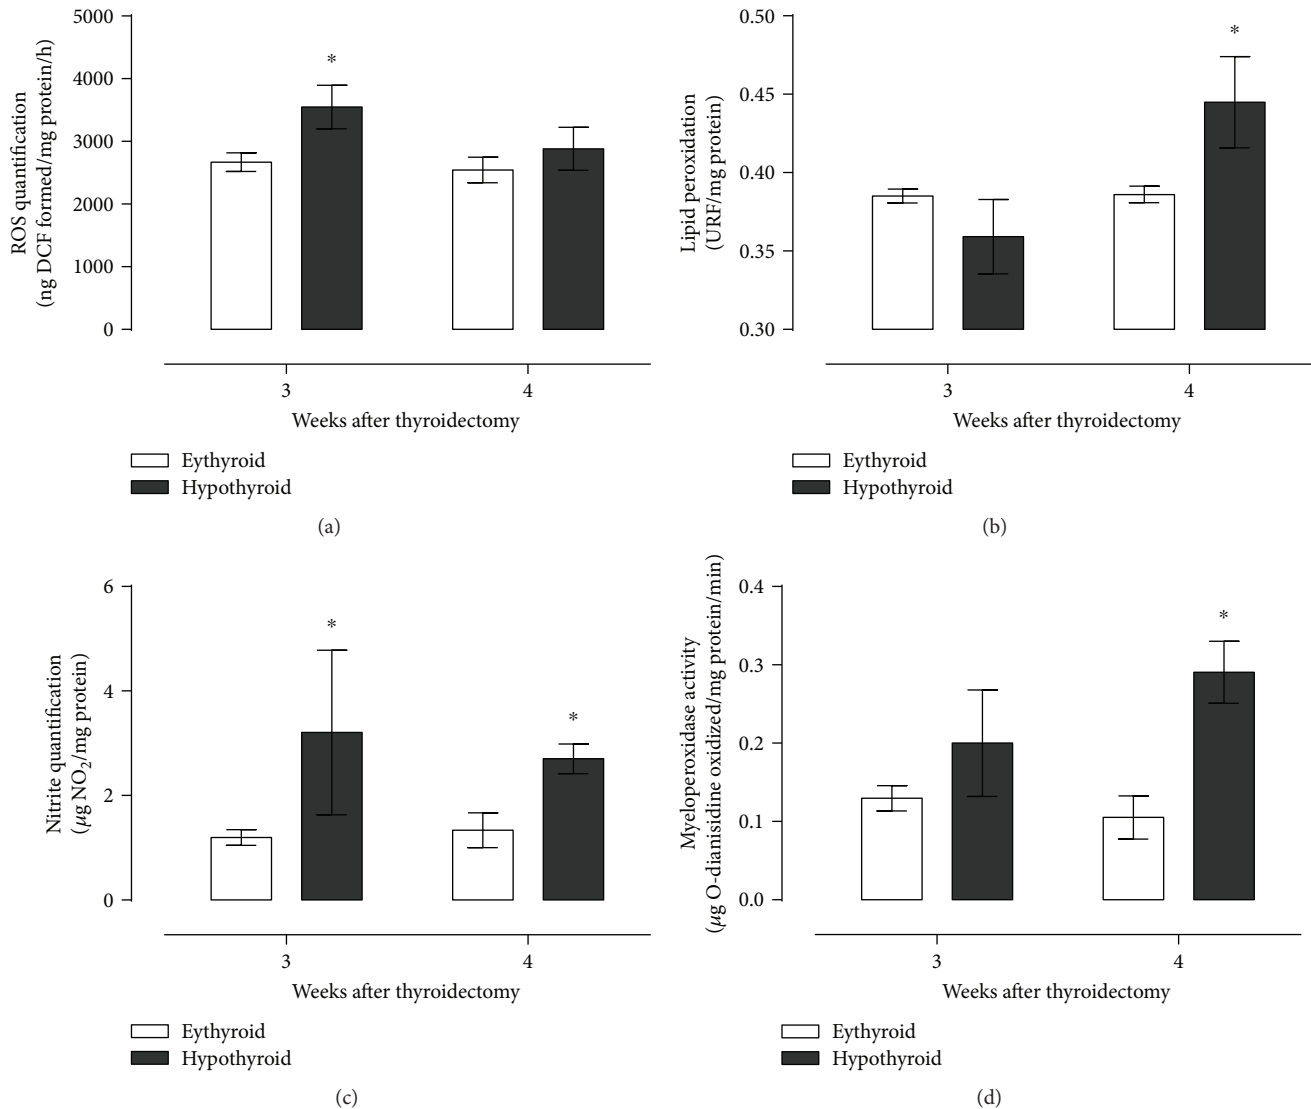 ROS quantification
(ng DCF formed/mg protein/h)
5000
4000
3000
2000
1000
0
*
3
4
Weeks after thyroidectomy
Eythyroid
Hypothyroid
(a)
Lipid peroxidation
(URF/mg protein)
0.50
0.45
0.40
0.35
0.30
*
3
4
Weeks after thyroidectomy
Eythyroid
Hypothyroid
(b)
Nitrite quantification
(µg NO2/mg protein)
6
4
2
0
*
*
3
4
Weeks after thyroidectomy
Eythyroid
Hypothyroid
(c)
Myeloperoxidase activity
(µg O-dianisidine oxidized/mg protein/min)
0.4
0.3
0.2
0.1
0.0
*
3
4
Weeks after thyroidectomy
Eythyroid
Hypothyroid
(d)